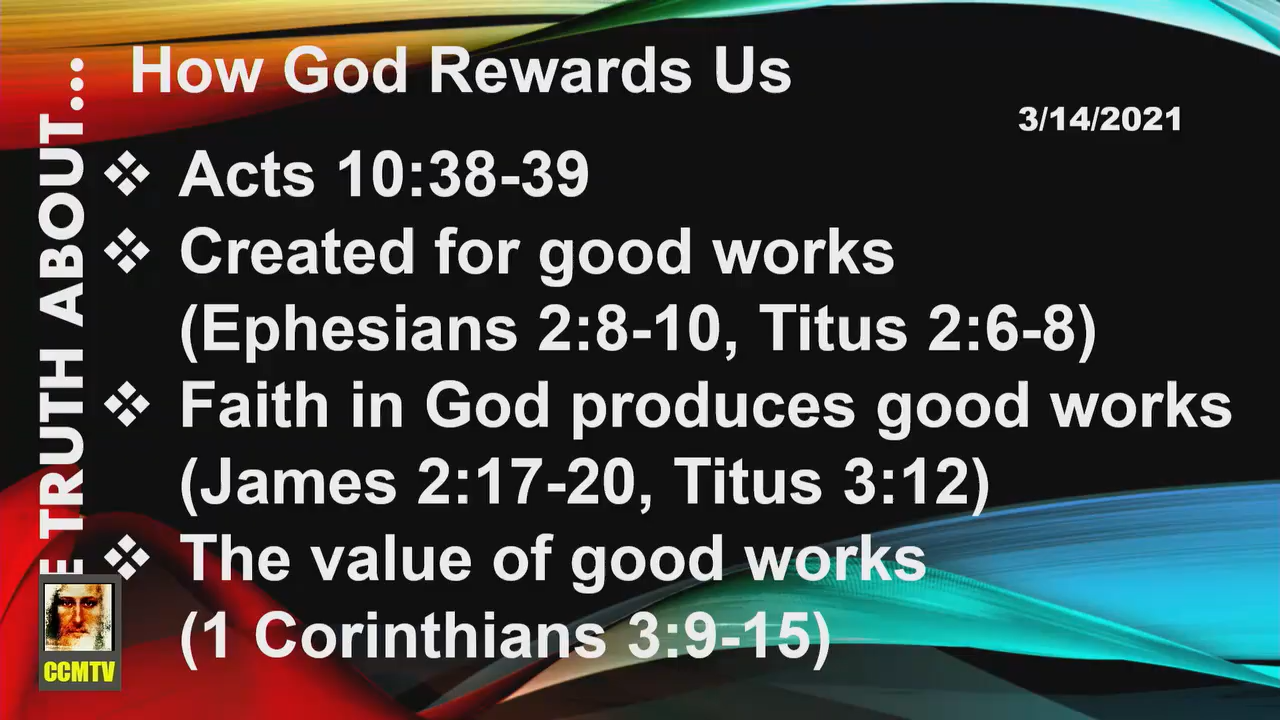 How God Rewards Us
3/14/2021
E TRUTH ABOUT...
❖ Acts 10:38-39
❖ Created for good works
(Ephesians 2:8-10, Titus 2:6-8)
❖ Faith in God produces good works
(James 2:17-20, Titus 3:12)
❖ The value of good works
(1 Corinthians 3:9-15)
CCMTV